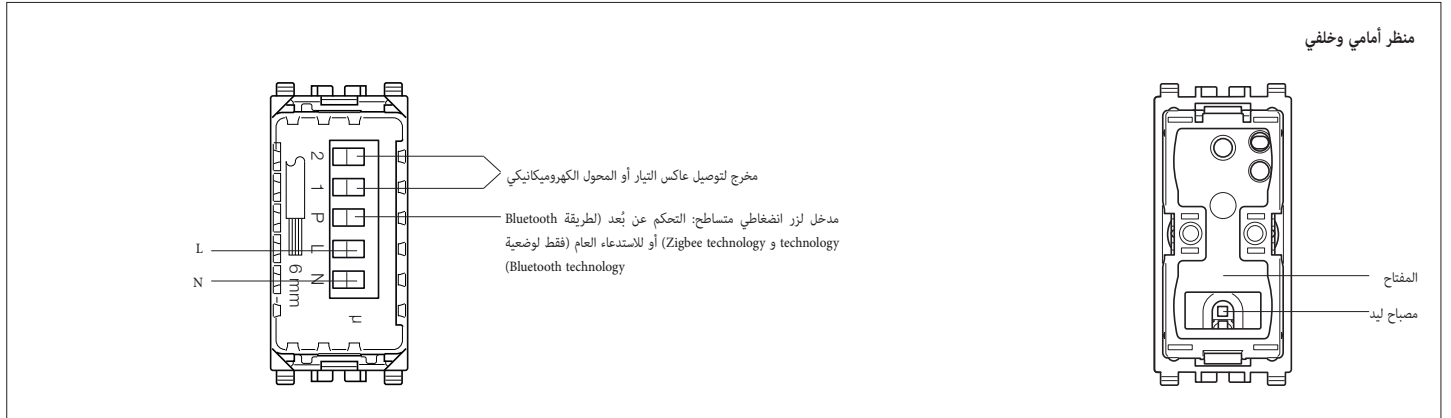 منظر أمامي وخلفي
المفتاح
مصباح ليد
مخرج لتوصيل عاكس التيار أو المحول الكهروميكانيكي
مدخل لزر انضغاطي متساطح: التحكم عن بُعد (لطريقة Bluetooth
technology و Zigbee technology) أو للاستدعاء العام (فقط لوضعية
Bluetooth technology)
2
1
P
L
N
L
N
6 mm
µ